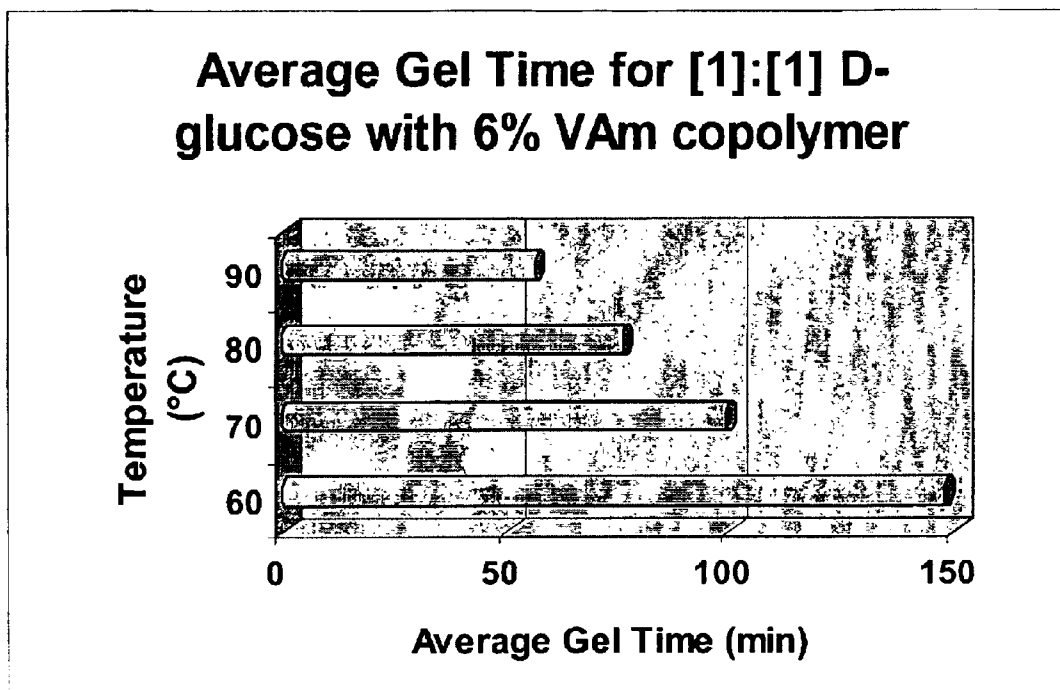 Average Gel Time for [1]:[1] D-
glucose with 6% VAm copolymer
Temperature
(°C)
90
80
70
60
0 50 100 150
Average Gel Time (min)